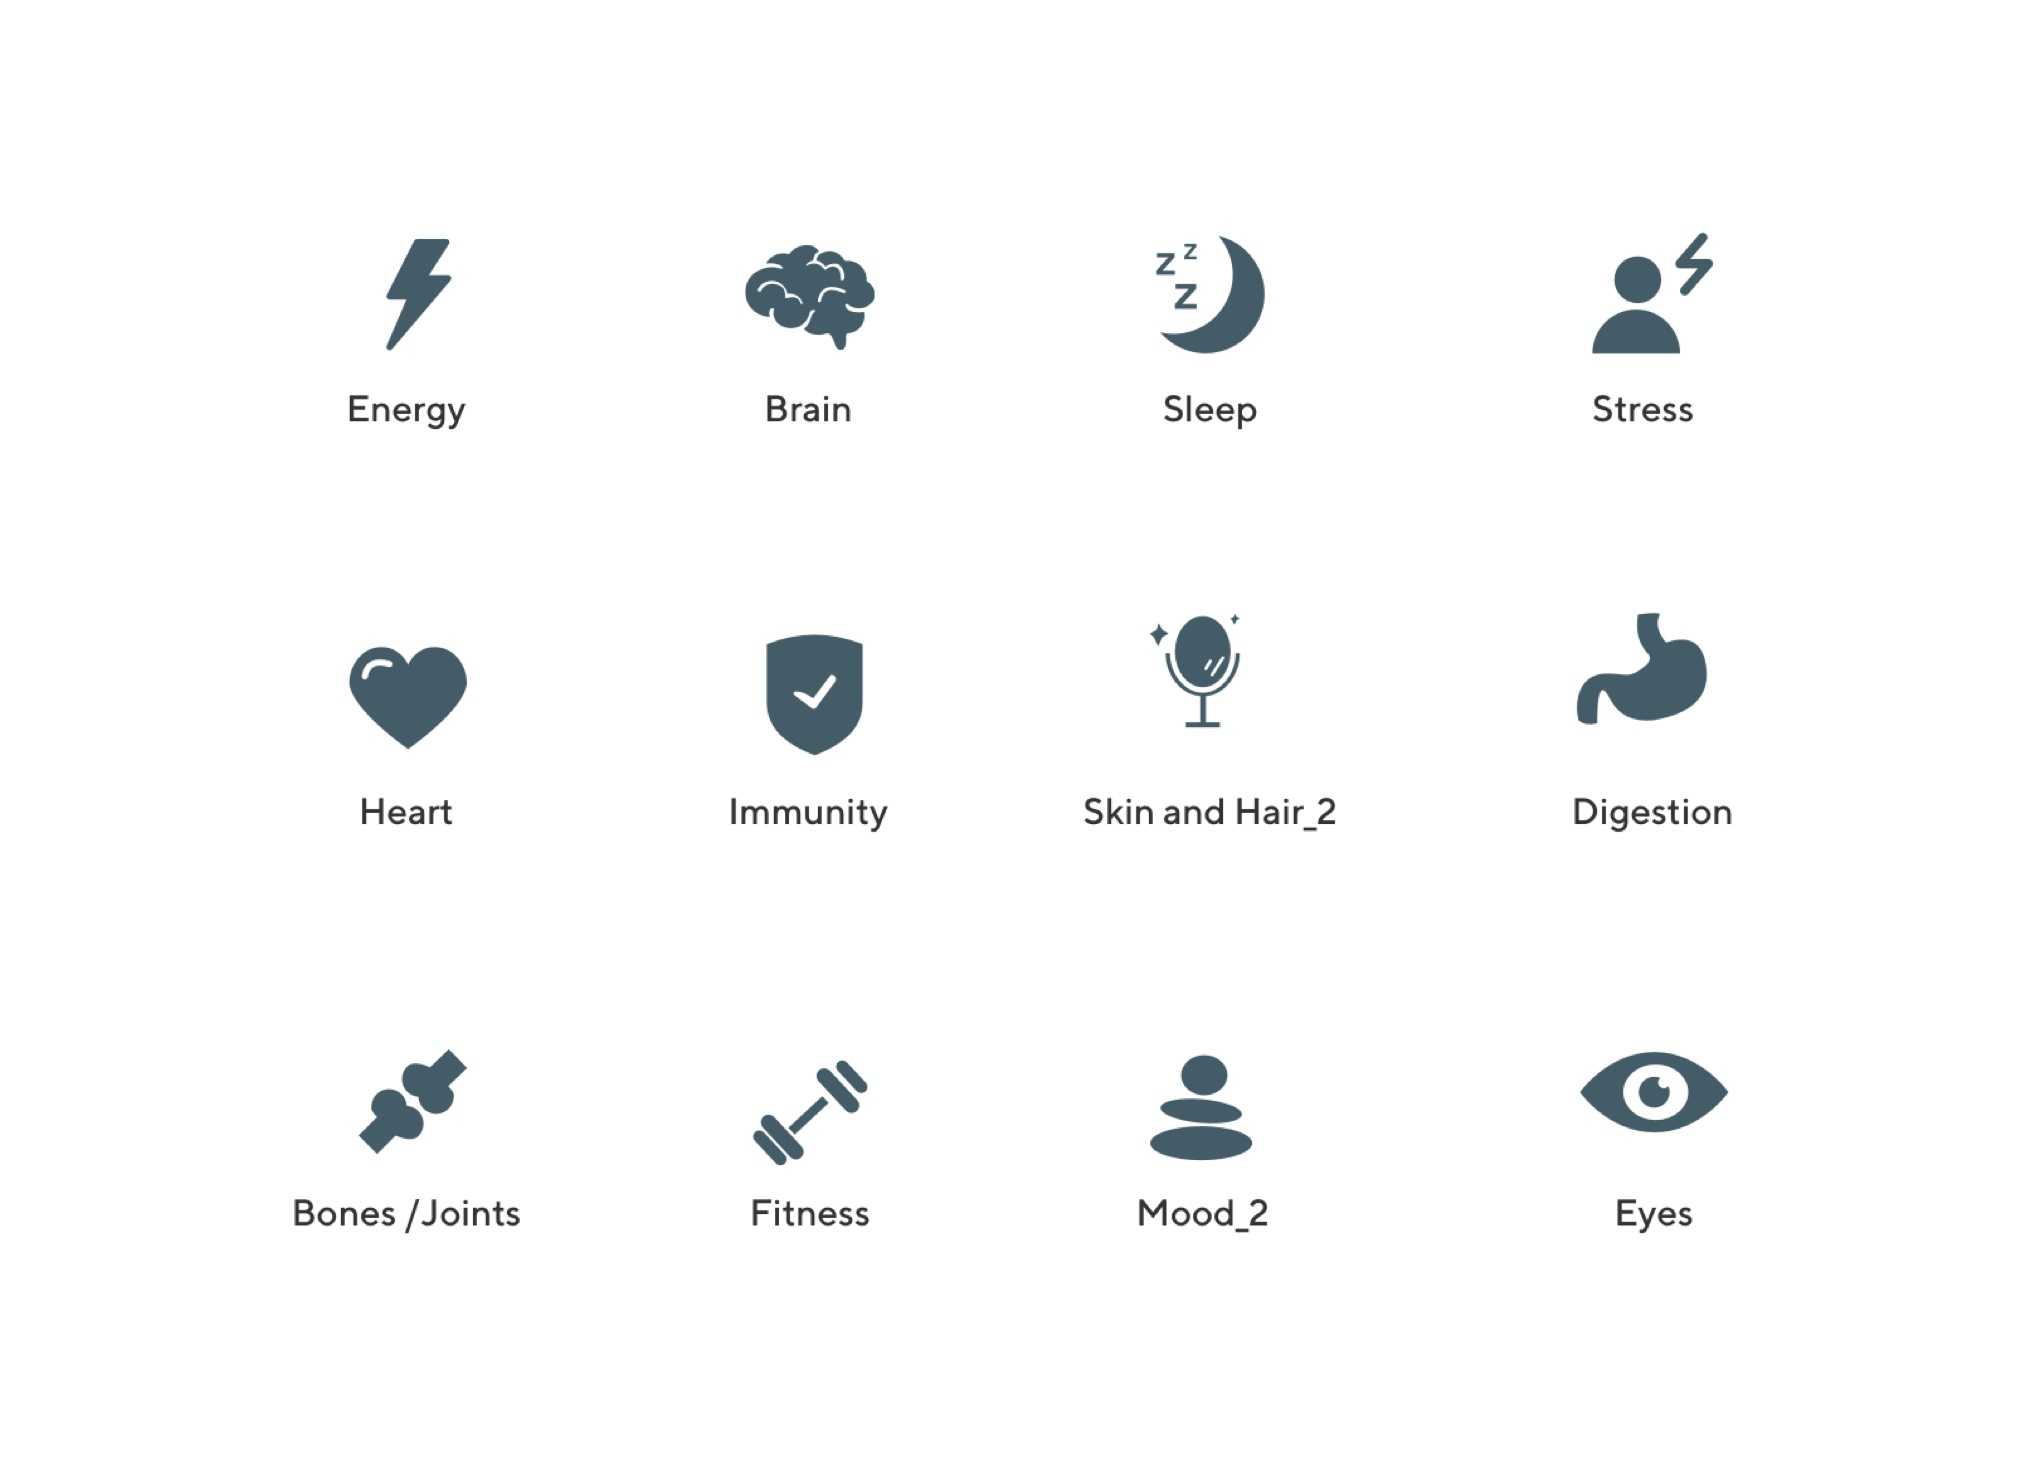 z z
z
Energy
Brain
Sleep
Stress
Heart
Immunity
Skin and Hair_2
Digestion
Bones /Joints
Fitness
Mood_2
Eyes